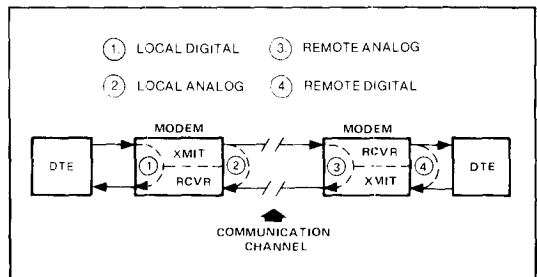 ① LOCAL DIGITAL ③ REMOTE ANALOG
② LOCAL ANALOG ④ REMOTE DIGITAL
MODEM MODEM
DTE ① XMIT ② ③ RCVR ④ DTE
RCVR XMIT
COMMUNICATION
CHANNEL